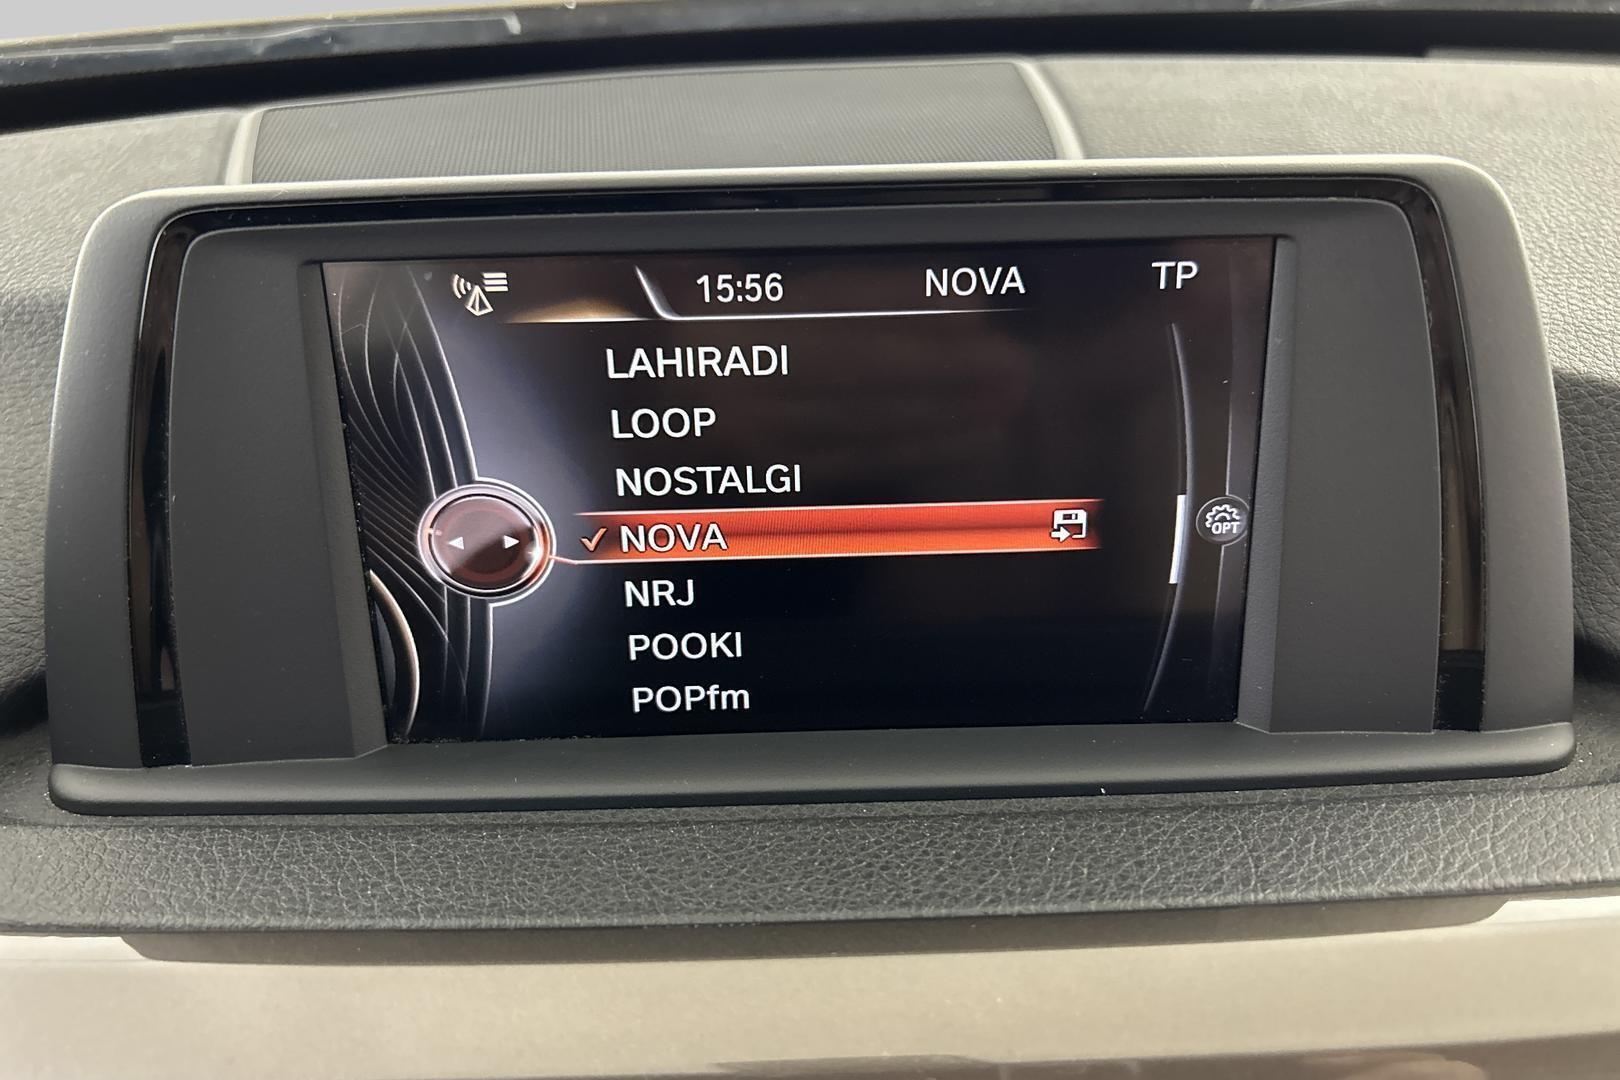 15:56 NOVA TP
LAHIRADI
LOOP
NOSTALGI
NOVA
OPT
NRJ
POOKI
POPfm